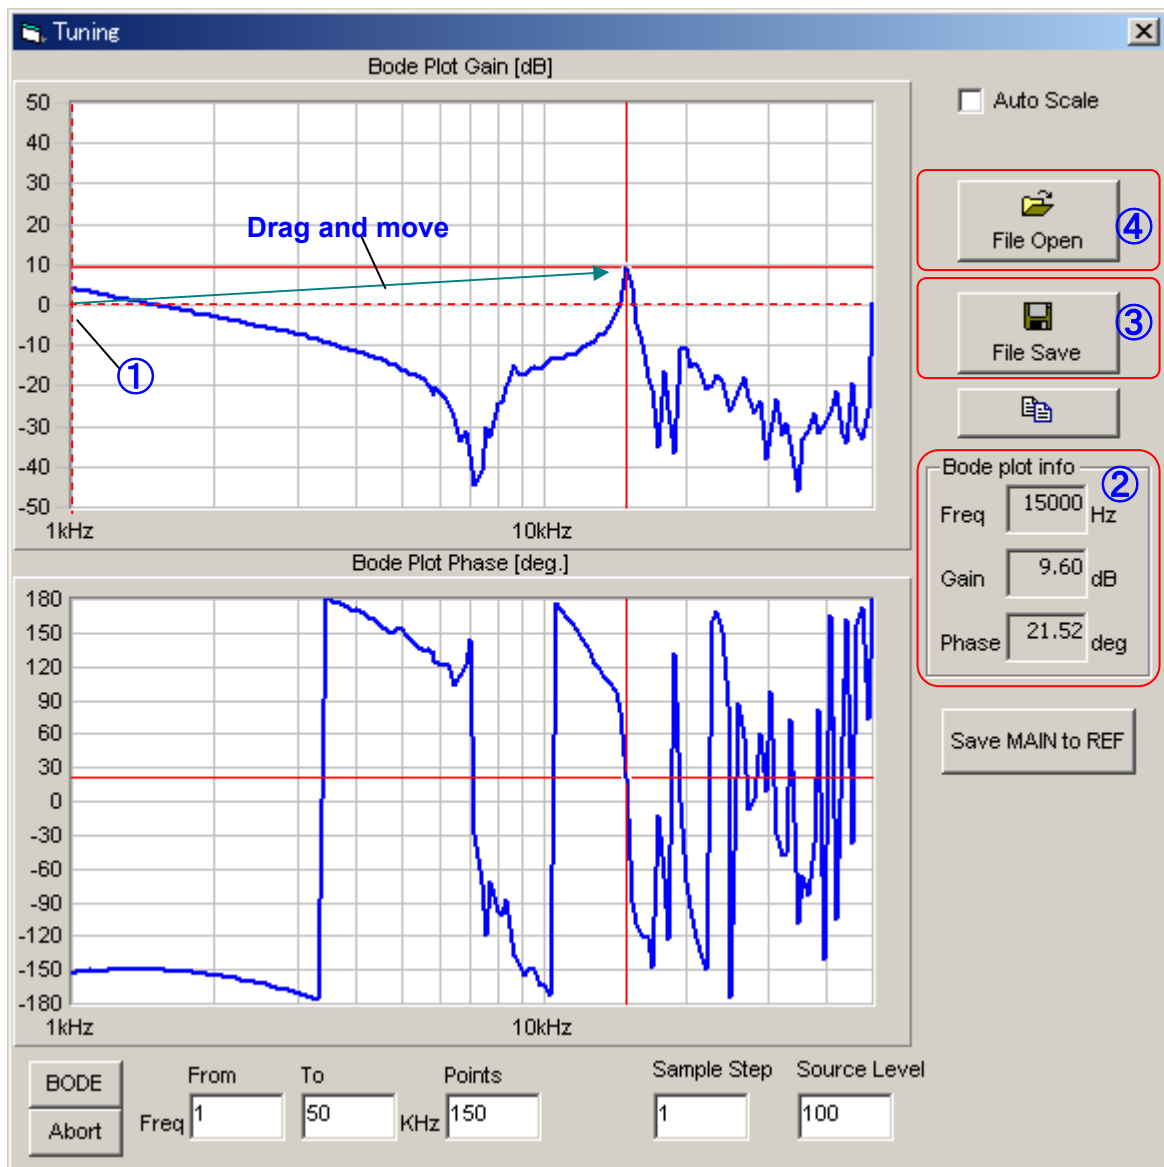 Tuning
Bode Plot Gain [dB]
50
40
30
20
10
0
-10
-20
-30
-40
-50
1kHz
10kHz
Drag and move
①
Auto Scale
File Open
④
File Save
③
Bode plot info
②
Freq 15000 Hz
Gain 9.60 dB
Phase 21.52 deg
Save MAIN to REF
Bode Plot Phase [deg.]
180
150
120
90
60
30
0
-30
-60
-90
-120
-150
-180
1kHz
10kHz
BODE
Abort
From To Points Sample Step Source Level
Freq 1 50 KHz 150 1 100